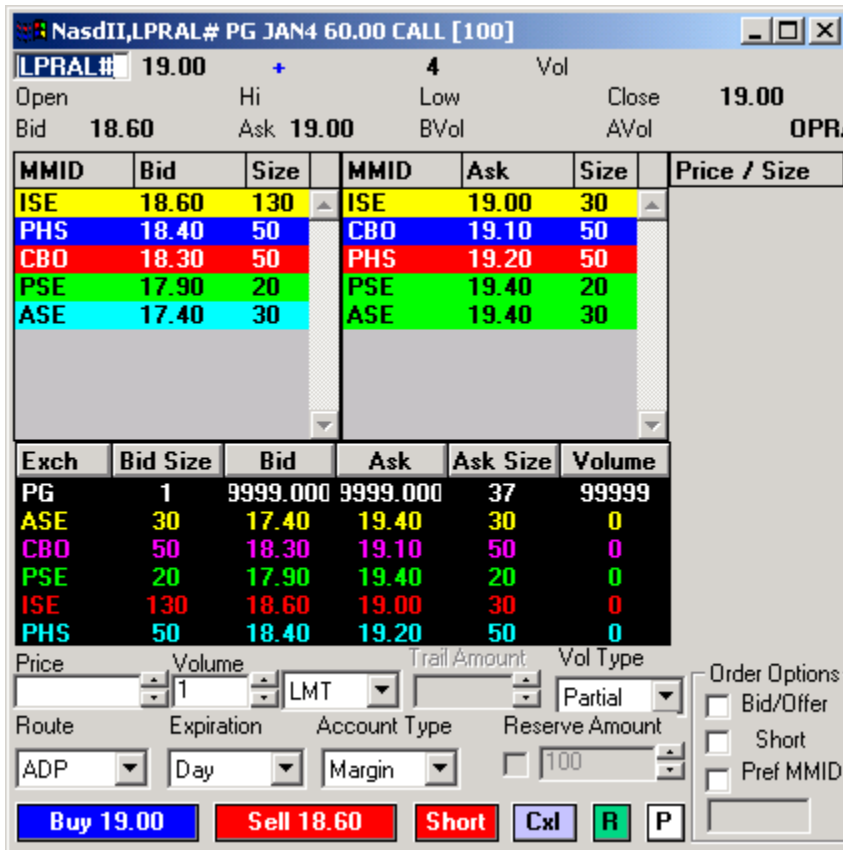 NasdII,LPRAL# PG JAN4 60.00 CALL [100]
LPRAL# 19.00 + 4 Vol
Open Hi Low Close 19.00
Bid 18.60 Ask 19.00 BVol AVol OPRA
MMID Bid Size MMID Ask Size Price / Size
ISE 18.60 130 ISE 19.00 30
PHS 18.40 50 CBO 19.10 50
CBO 18.30 50 PHS 19.20 50
PSE 17.90 20 PSE 19.40 20
ASE 17.40 30 ASE 19.40 30
Exch Bid Size Bid Ask Ask Size Volume
PG 1 9999.000 9999.000 37 99999
ASE 30 17.40 19.40 30 0
CBO 50 18.30 19.10 50 0
PSE 20 17.90 19.40 20 0
ISE 130 18.60 19.00 30 0
PHS 50 18.40 19.20 50 0
Price Volume Trail Amount Vol Type Order Options
1 LMT Partial Bid/Offer
Route Expiration Account Type Reserve Amount Short
ADP Day Margin 100 Pref MMID
Buy 19.00 Sell 18.60 Short Cxl R P